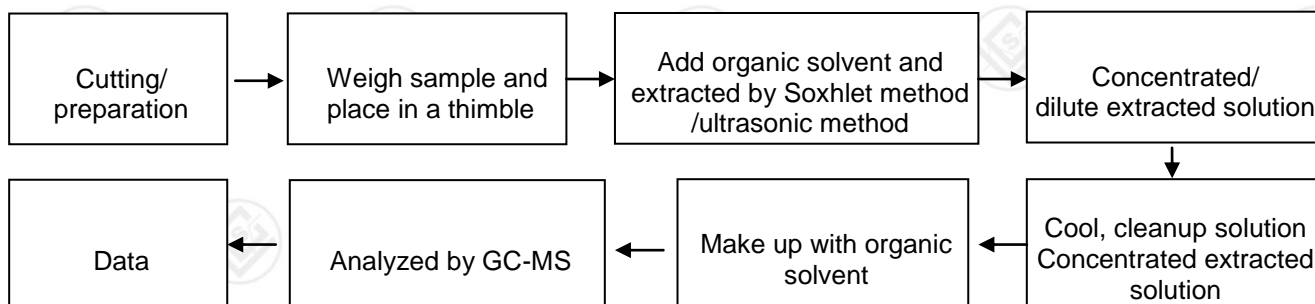 Cutting/
preparation
Weigh sample and
place in a thimble
Add organic solvent and
extracted by Soxhlet method
/ultrasonic method
Concentrated/
dilute extracted solution
Cool, cleanup solution
Concentrated extracted
solution
Make up with organic
solvent
Analyzed by GC-MS
Data